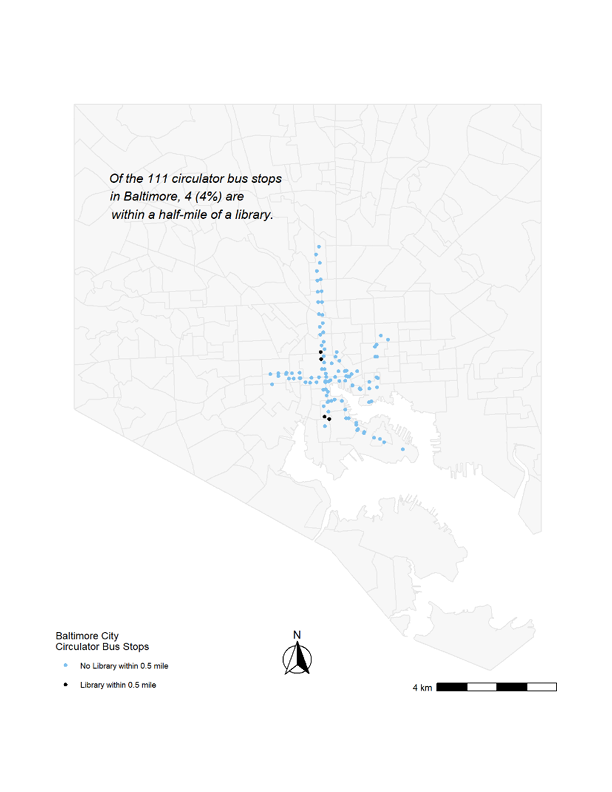 Of the 111 circulator bus stops
in Baltimore, 4 (4%) are
within a half-mile of a library.
Baltimore City
Circulator Bus Stops
No Library within 0.5 mile
Library within 0.5 mile
N
4 km